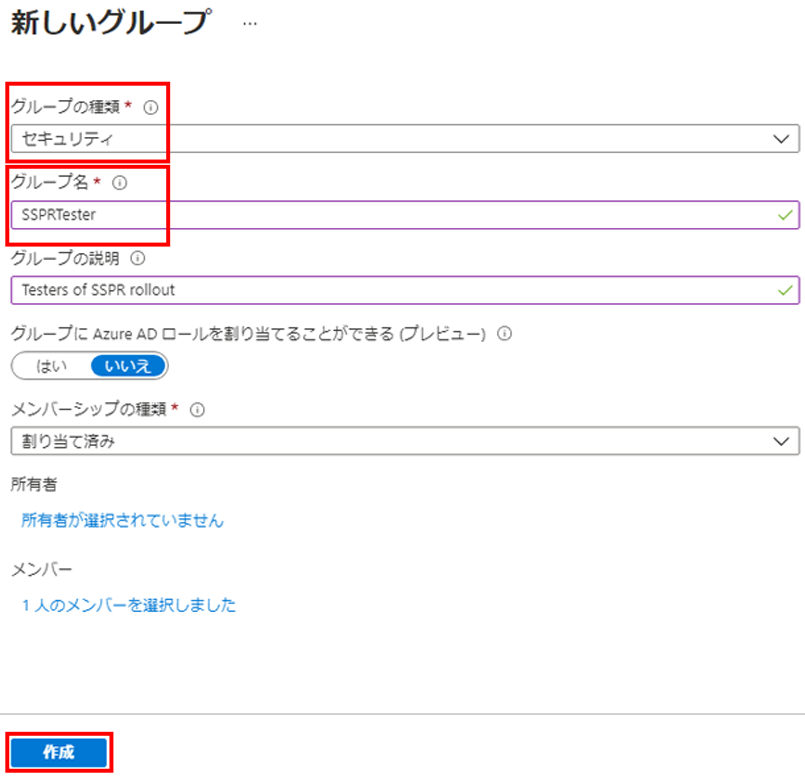 新しいグループ ...
グループの種類 *
セキュリティ
グループ名 *
SSPRTester
グループの説明
Testers of SSPR rollout
グループに Azure AD ロールを割り当てることができる (プレビュー)
はい いいえ
メンバーシップの種類 *
割り当て済み
所有者
所有者が選択されていません
メンバー
1 人のメンバーを選択しました
作成